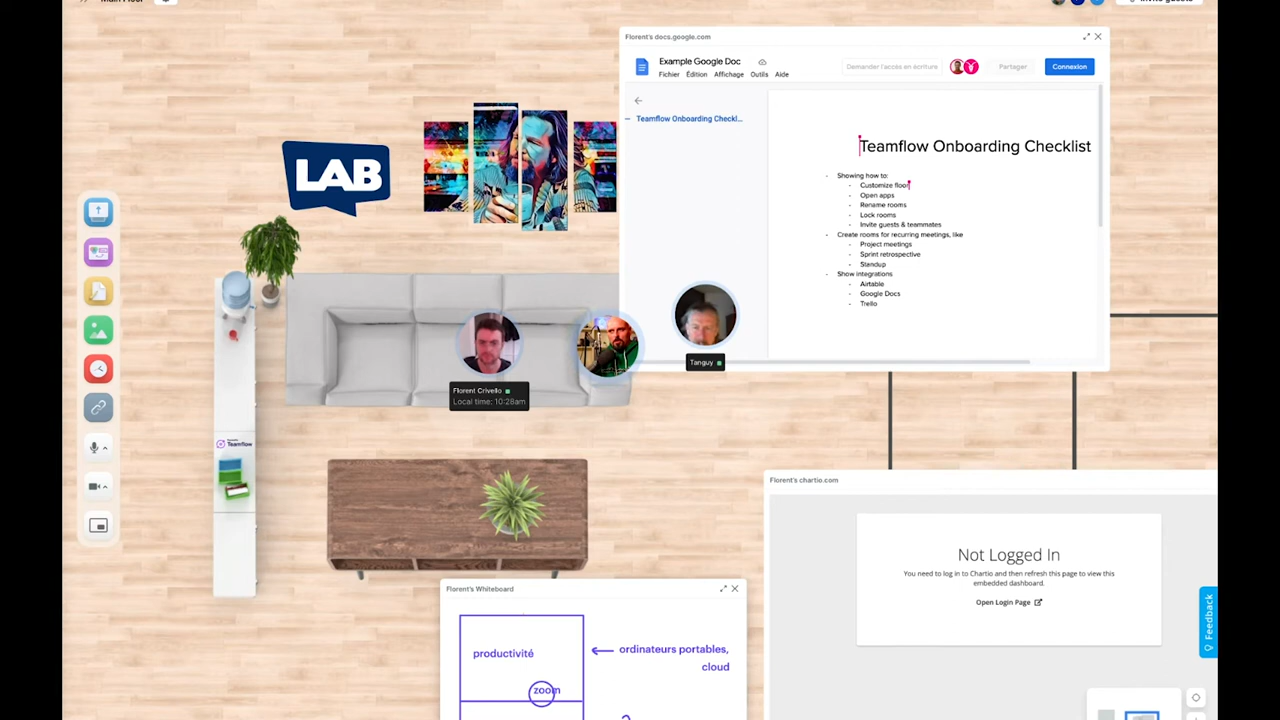 Main Floor
Invite guests
Florent's docs.google.com
Example Google Doc
Fichier Édition Affichage Outils Aide
Demander l'accès en écriture
Partager
Connexion
Teamflow Onboarding Checkl...
Teamflow Onboarding Checklist
- Showing how to:
- Customize floor
- Open apps
- Rename rooms
- Lock rooms
- Invite guests & teammates
- Create rooms for recurring meetings, like
- Project meetings
- Sprint retrospective
- Standup
- Show integrations
- Airtable
- Google Docs
- Trello
LAB
Tanguy
Florent Crivello
Local time: 10:28am
Teamflow
Florent's chartio.com
Not Logged In
You need to log in to Chartio and then refresh this page to view this
embedded dashboard.
Open Login Page
Feedback
Florent's Whiteboard
productivité
ordinateurs portables,
cloud
zoom
?